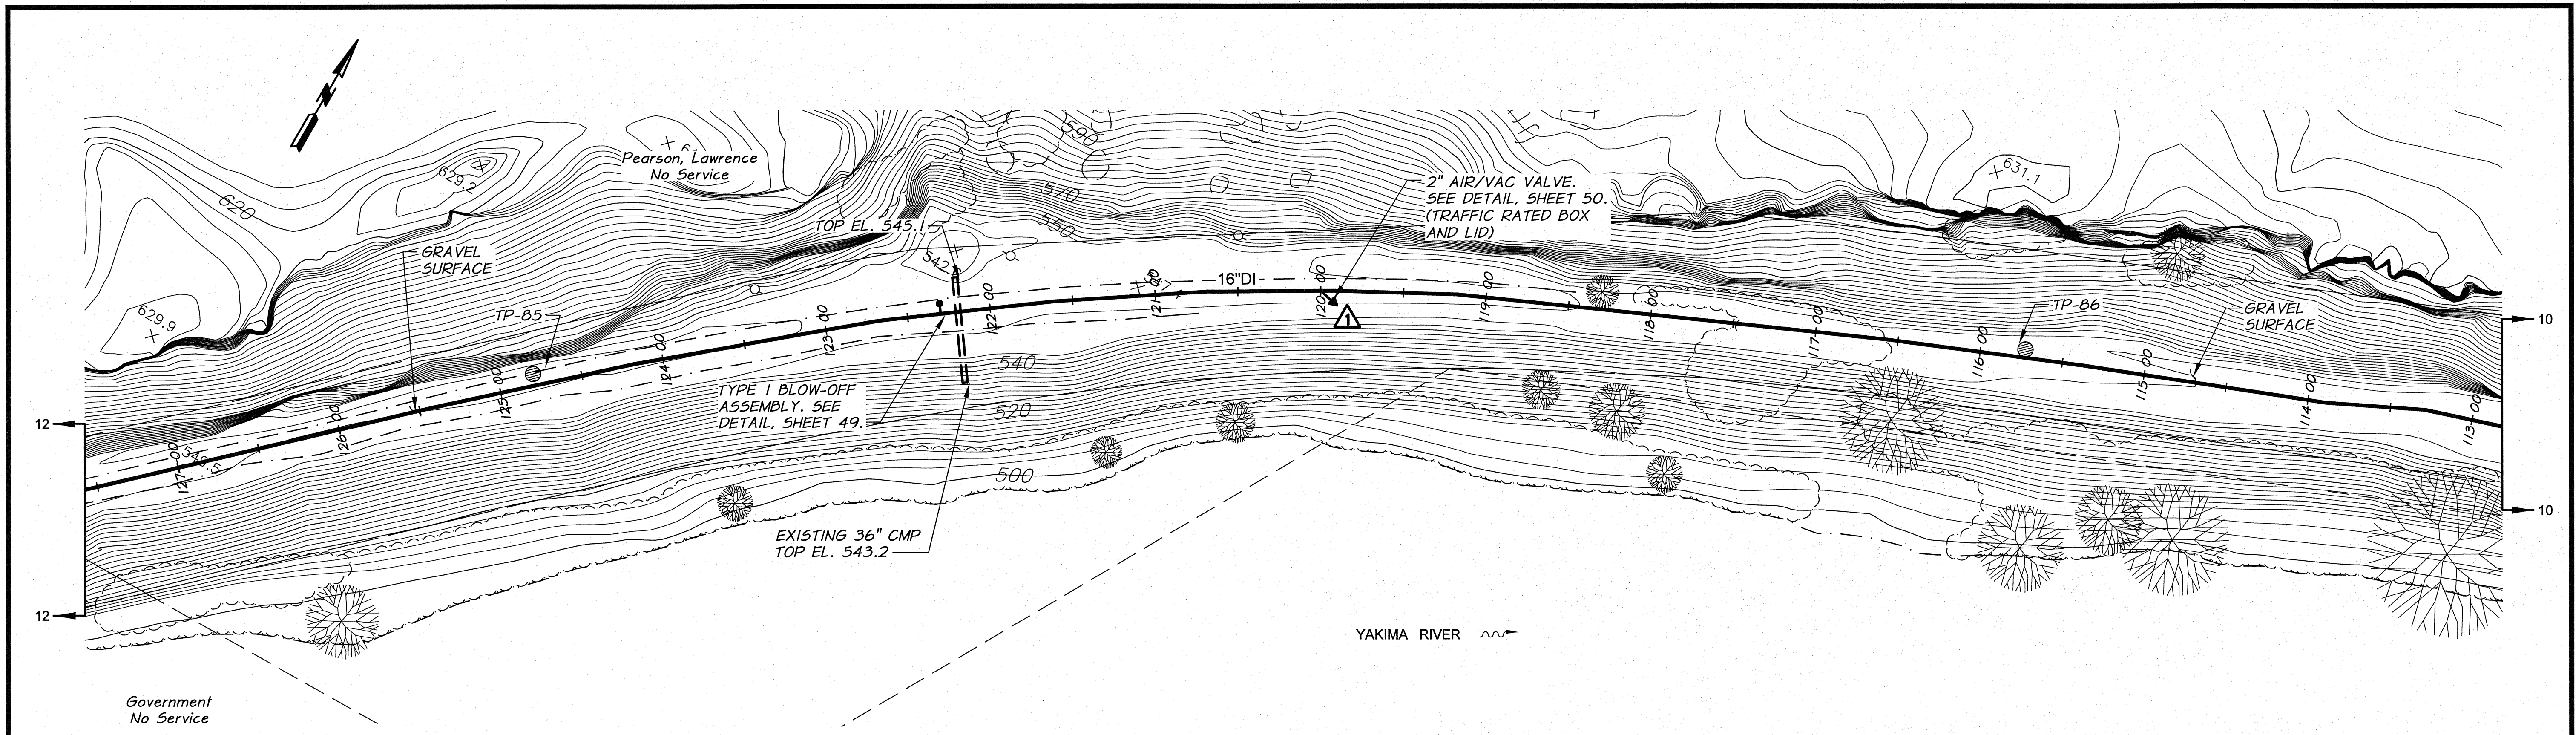 N
590
629.2
Pearson, Lawrence
No Service
620
570
2" AIR/VAC VALVE.
SEE DETAIL, SHEET 50.
(TRAFFIC RATED BOX
AND LID)
631.1
TOP EL. 545.1
550
GRAVEL
SURFACE
16"DI
629.9
TP-85
TP-86
GRAVEL
SURFACE
127+00
126+00
125+00
124+00
123+00
122+00
121+00
120+00
119+00
118+00
117+00
116+00
115+00
114+00
113+00
1
10
540
TYPE I BLOW-OFF
ASSEMBLY. SEE
DETAIL, SHEET 49.
520
12
500
10
EXISTING 36" CMP
TOP EL. 543.2
12
YAKIMA RIVER
Government
No Service